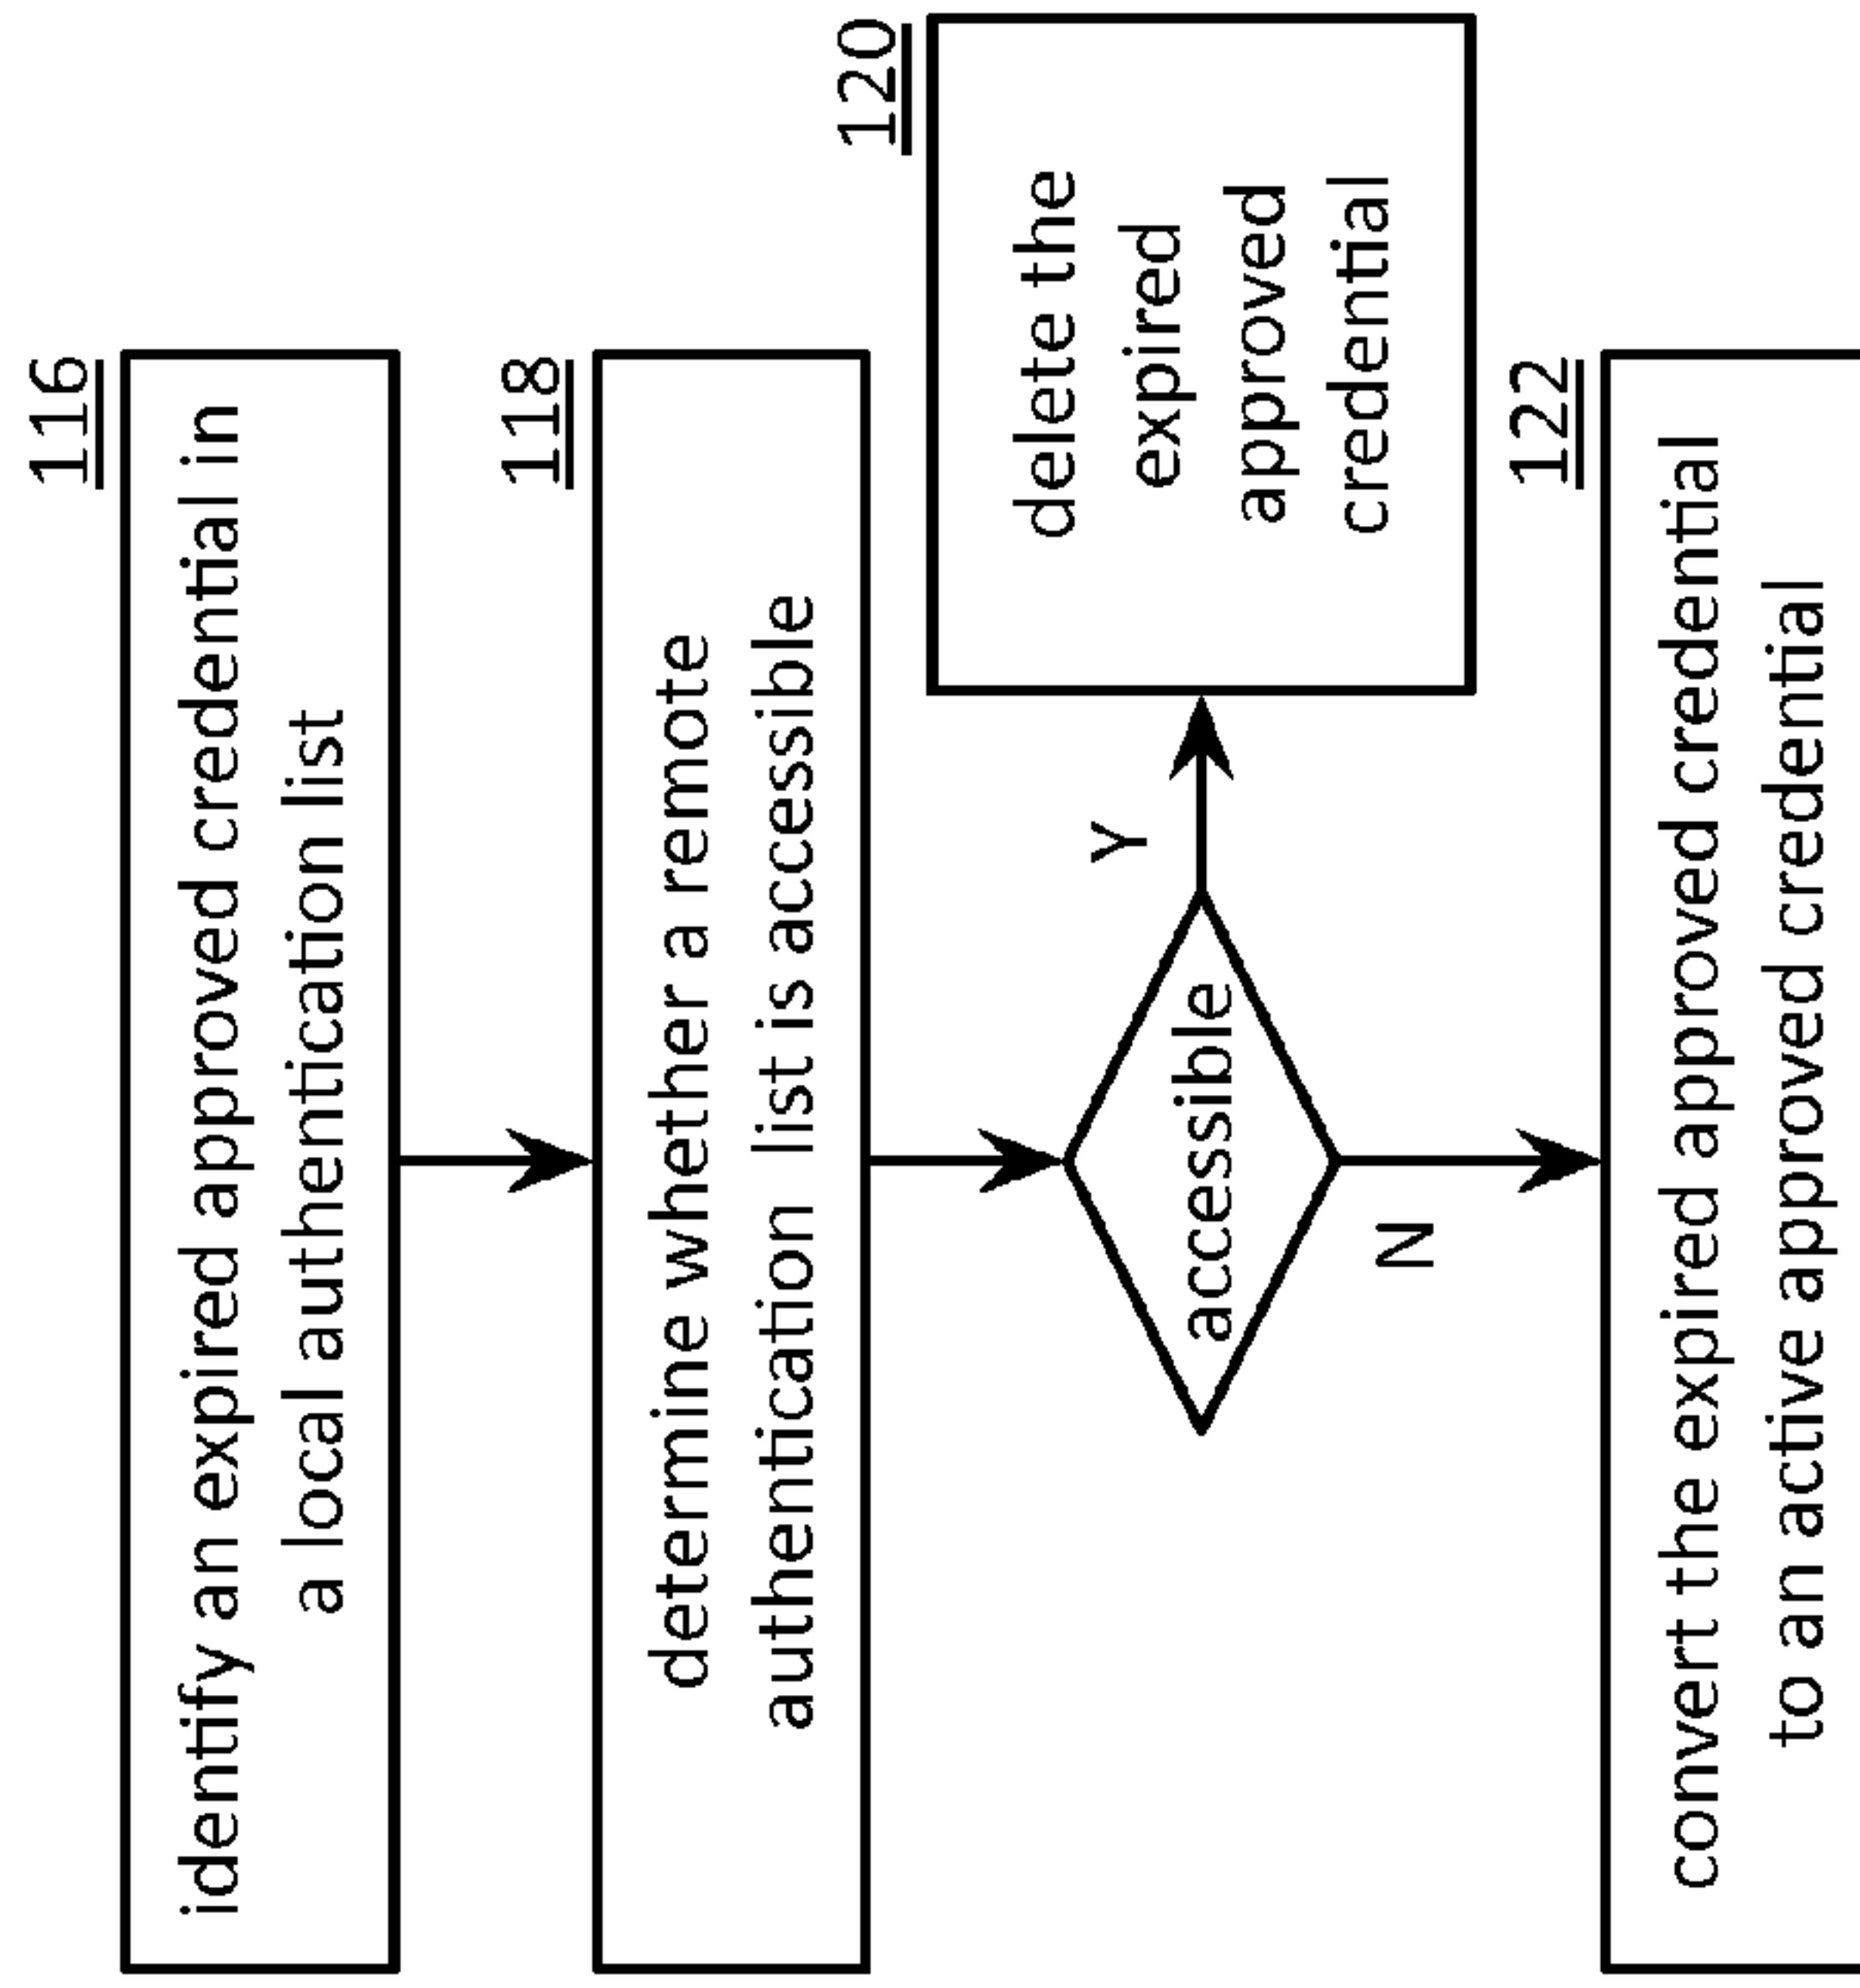 116
identify an expired approved credential in
a local authentication list
118
determine whether a remote
authentication list is accessible
accessible
Y
120
delete the
expired
approved
credential
N
122
convert the expired approved credential
to an active approved credential